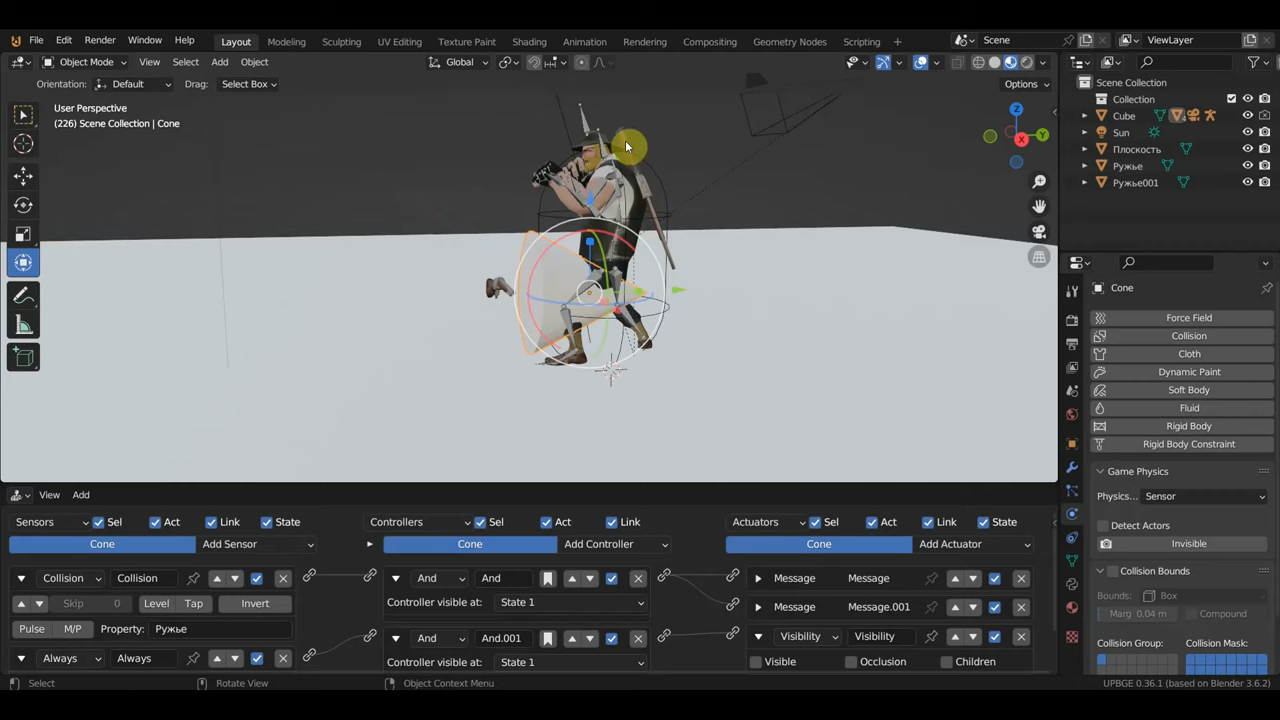 File Edit Render Window Help Layout Modeling Sculpting UV Editing Texture Paint Shading Animation Rendering Compositing Geometry Nodes Scripting + Scene ViewLayer
Object Mode View Select Add Object Global
Orientation: Default Drag: Select Box Options
User Perspective
(226) Scene Collection | Cone
Z
Y
X
Scene Collection
Collection
Cube
Sun
Плоскость
Ружье
Ружье001
Cone
Force Field
Collision
Cloth
Dynamic Paint
Soft Body
Fluid
Rigid Body
Rigid Body Constraint
Game Physics
Physics... Sensor
Detect Actors
Invisible
Collision Bounds
Bounds: Box
Marg 0.04 m Compound
Collision Group: Collision Mask:
View Add
Sensors Sel Act Link State Controllers Sel Act Link Actuators Sel Act Link State
Cone Add Sensor Cone Add Controller Cone Add Actuator
Collision Collision And And Message Message
Skip 0 Level Tap Invert Controller visible at: State 1 Message Message.001
Pulse M/P Property: Ружье And And.001 Visibility Visibility
Always Always Controller visible at: State 1 Visible Occlusion Children
Select Rotate View Object Context Menu UPBGE 0.36.1 (based on Blender 3.6.2)